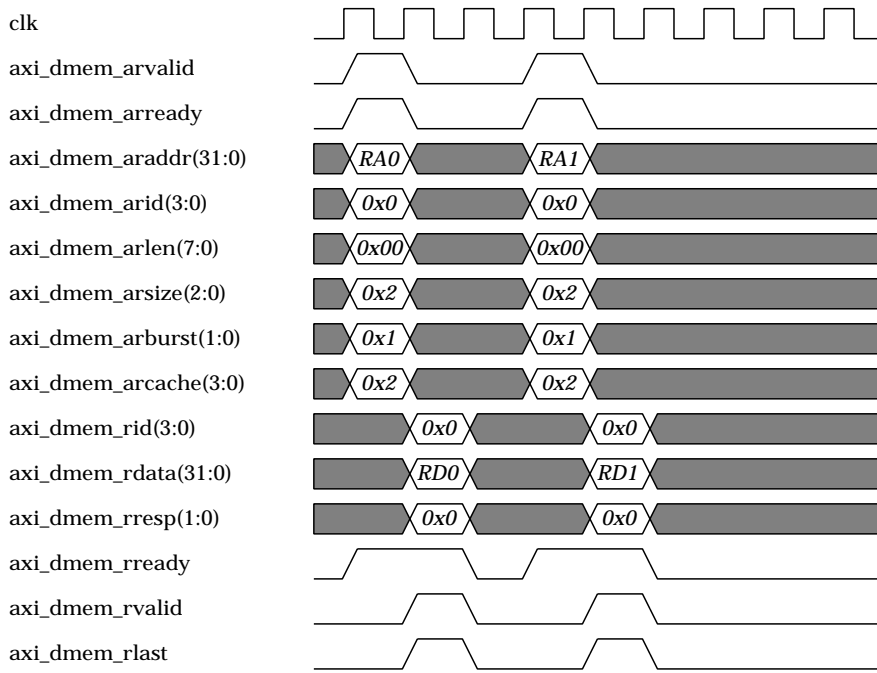 clk
axi_dmem_arvalid
axi_dmem_arready
axi_dmem_araddr(31:0) RA0 RA1
axi_dmem_arid(3:0) 0x0 0x0
axi_dmem_arlen(7:0) 0x00 0x00
axi_dmem_arsize(2:0) 0x2 0x2
axi_dmem_arburst(1:0) 0x1 0x1
axi_dmem_arcache(3:0) 0x2 0x2
axi_dmem_rid(3:0) 0x0 0x0
axi_dmem_rdata(31:0) RD0 RD1
axi_dmem_rresp(1:0) 0x0 0x0
axi_dmem_rready
axi_dmem_rvalid
axi_dmem_rlast